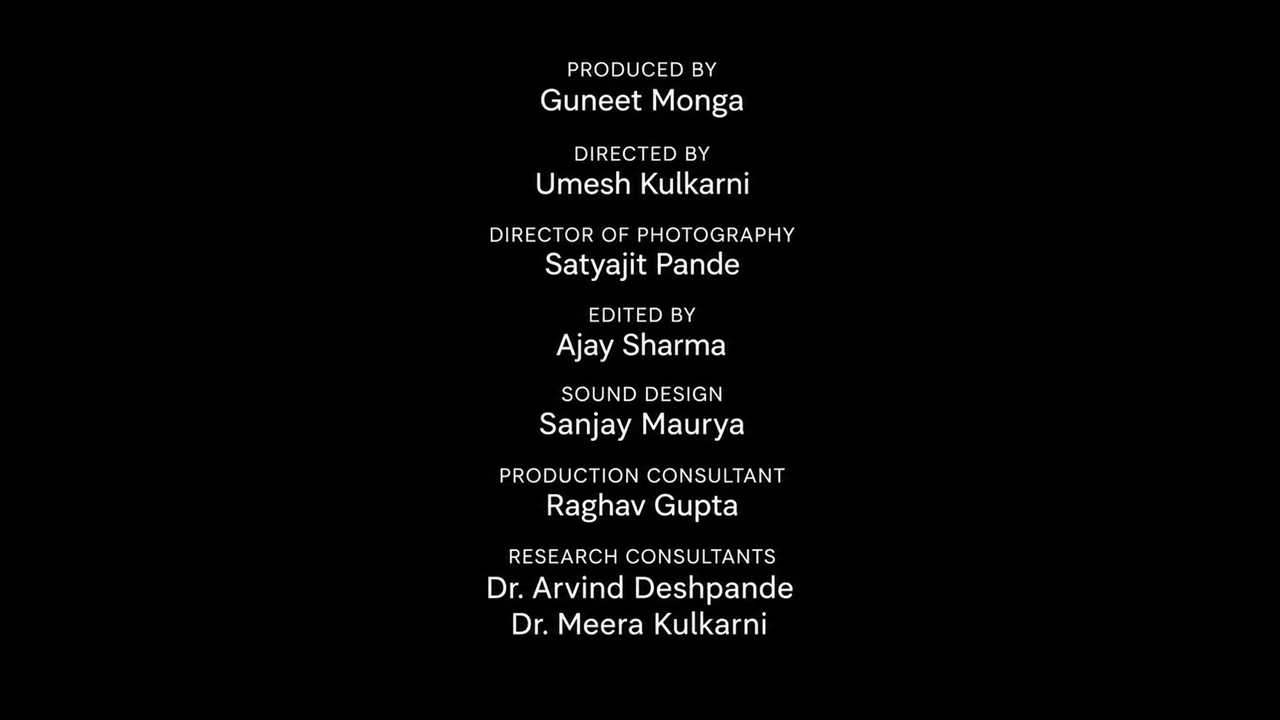 PRODUCED BY
Guneet Monga
DIRECTED BY
Umesh Kulkarni
DIRECTOR OF PHOTOGRAPHY
Satyajit Pande
EDITED BY
Ajay Sharma
SOUND DESIGN
Sanjay Maurya
PRODUCTION CONSULTANT
Raghav Gupta
RESEARCH CONSULTANTS
Dr. Arvind Deshpande
Dr. Meera Kulkarni